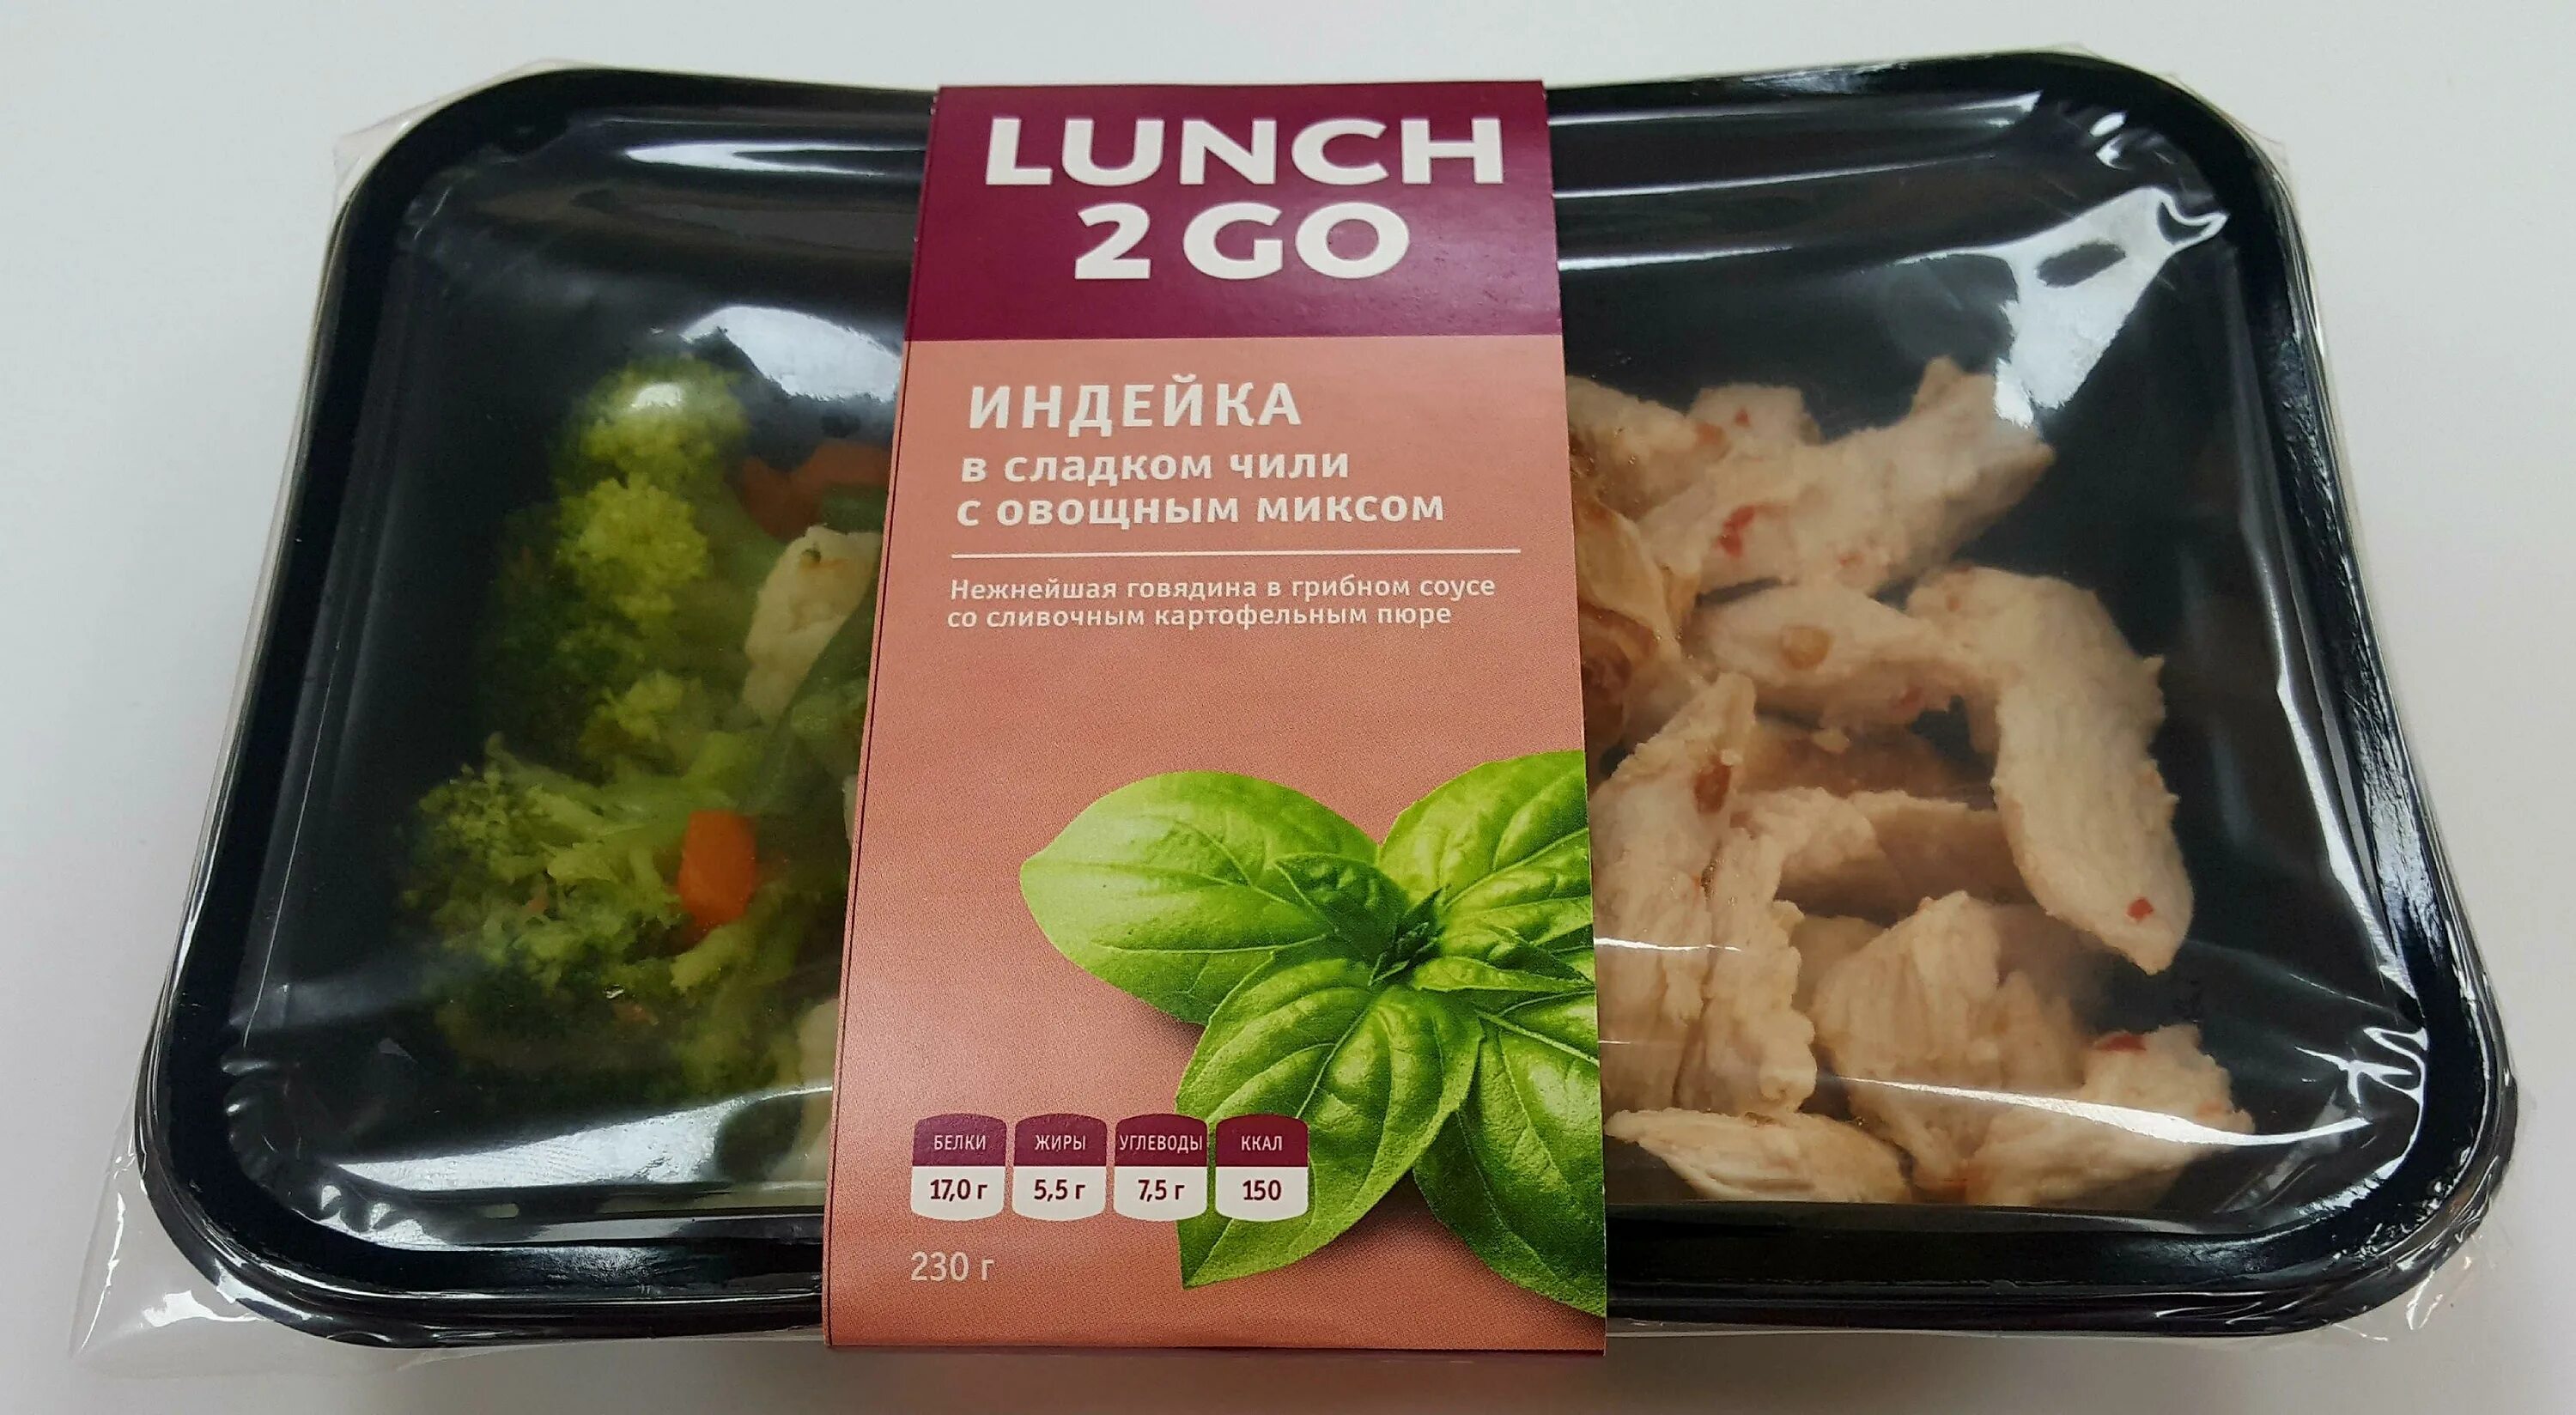 LUNCH
2 GO
ИНДЕЙКА
в сладком чили
с овощным миксом
Нежнейшая говядина в грибном соусе
со сливочным картофельным пюре
БЕЛКИ ЖИРЫ УГЛЕВОДЫ ККАЛ
17,0 г 5,5 г 7,5 г 150
230 г